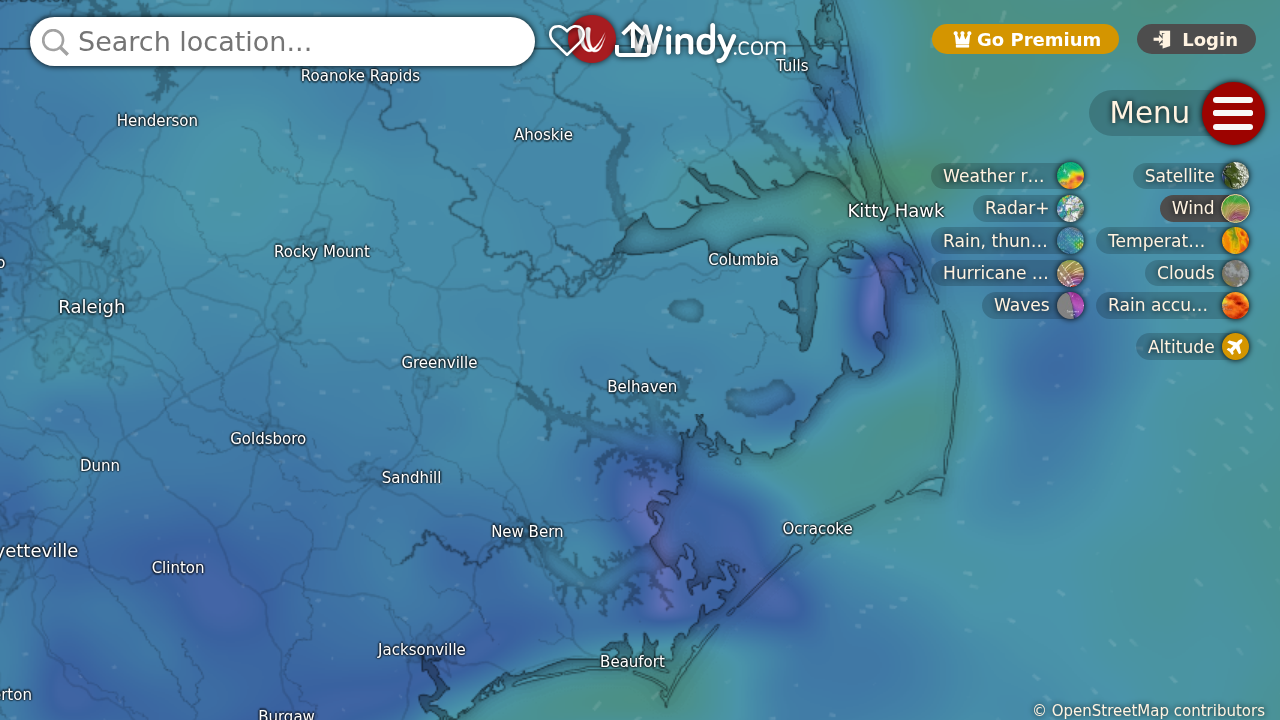 Search location...
Windy.com
Go Premium
Login
Tulls
Roanoke Rapids
Menu
Henderson
Ahoskie
Weather r...
Satellite
Radar+
Wind
Kitty Hawk
Rain, thun...
Temperat...
Rocky Mount
Columbia
Hurricane ...
Clouds
Raleigh
Waves
Rain accu...
Altitude
Greenville
Belhaven
Goldsboro
Dunn
Sandhill
New Bern
Ocracoke
yetteville
Clinton
Jacksonville
Beaufort
erton
Burgaw
© OpenStreetMap contributors